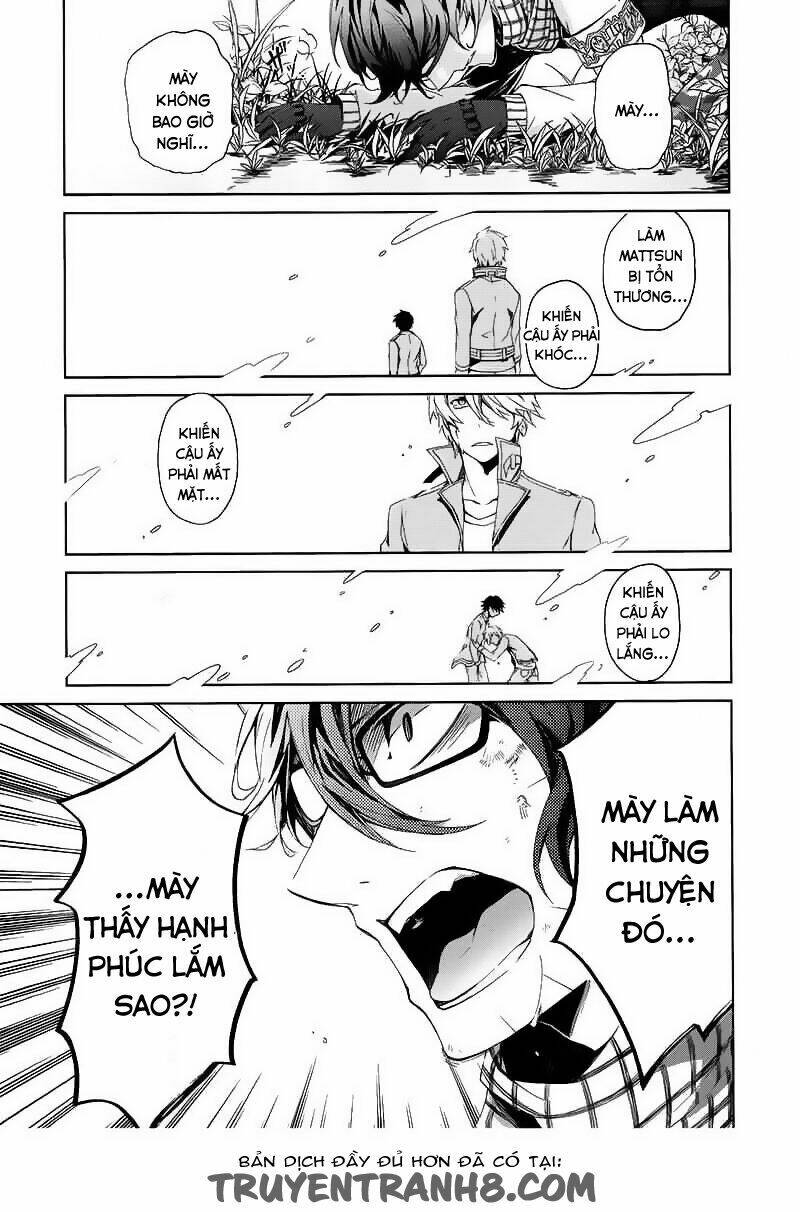 MÀY...
MÀY
KHÔNG
BAO GIỜ
NGHĨ...
LÀM
MATTSUN
BỊ TỔN
THƯƠNG...
KHIẾN
CẬU ẤY PHẢI
KHÓC...
KHIẾN
CẬU ẤY
PHẢI MẤT
MẶT...
KHIẾN
CẬU ẤY
PHẢI LO
LẮNG...
MÀY LÀM
NHỮNG
CHUYỆN
ĐÓ...
...MÀY
THẤY HẠNH
PHÚC LẮM
SAO?!
BẢN DỊCH ĐẦY ĐỦ HƠN ĐÃ CÓ TẠI:
TRUYENTRANH8.COM